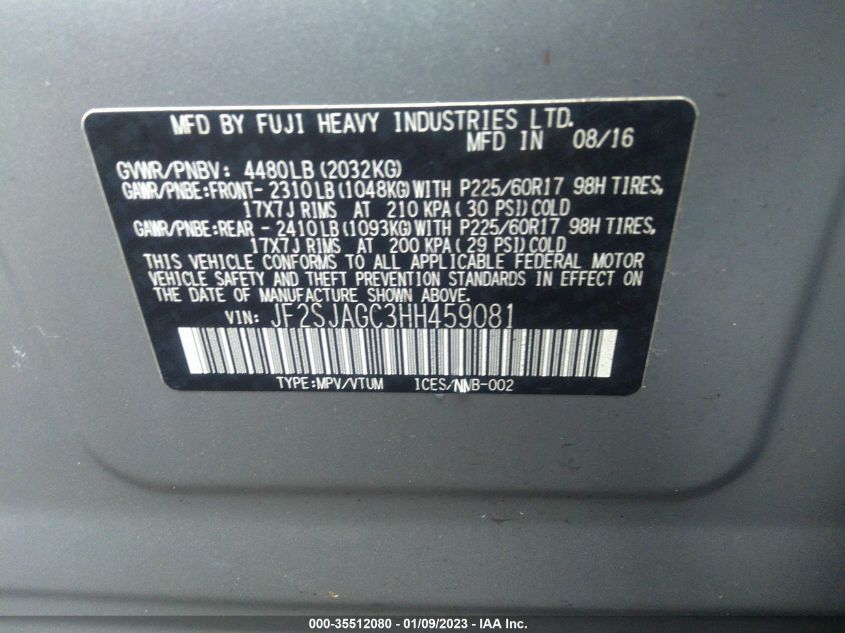 MFD BY FUJI HEAVY INDUSTRIES LTD.
MFD IN 08/16
GVWR/PNBV: 4480LB (2032KG)
GAWR/PNBE:FRONT- 2310LB (1048KG) WITH P225/60R17 98H TIRES,
17X7J RIMS AT 210 KPA ( 30 PSI) COLD
GAWR/PNBE:REAR - 2410LB (1093KG) WITH P225/60R17 98H TIRES,
17X7J RIMS AT 200 KPA ( 29 PSI) COLD
THIS VEHICLE CONFORMS TO ALL APPLICABLE FEDERAL MOTOR
VEHICLE SAFETY AND THEFT PREVENTION STANDARDS IN EFFECT ON
THE DATE OF MANUFACTURE SHOWN ABOVE.
VIN: JF2SJAGC3HH459081
TYPE:MPV/VTUM ICES/NMB-002
000-35512080 - 01/09/2023 - IAA Inc.